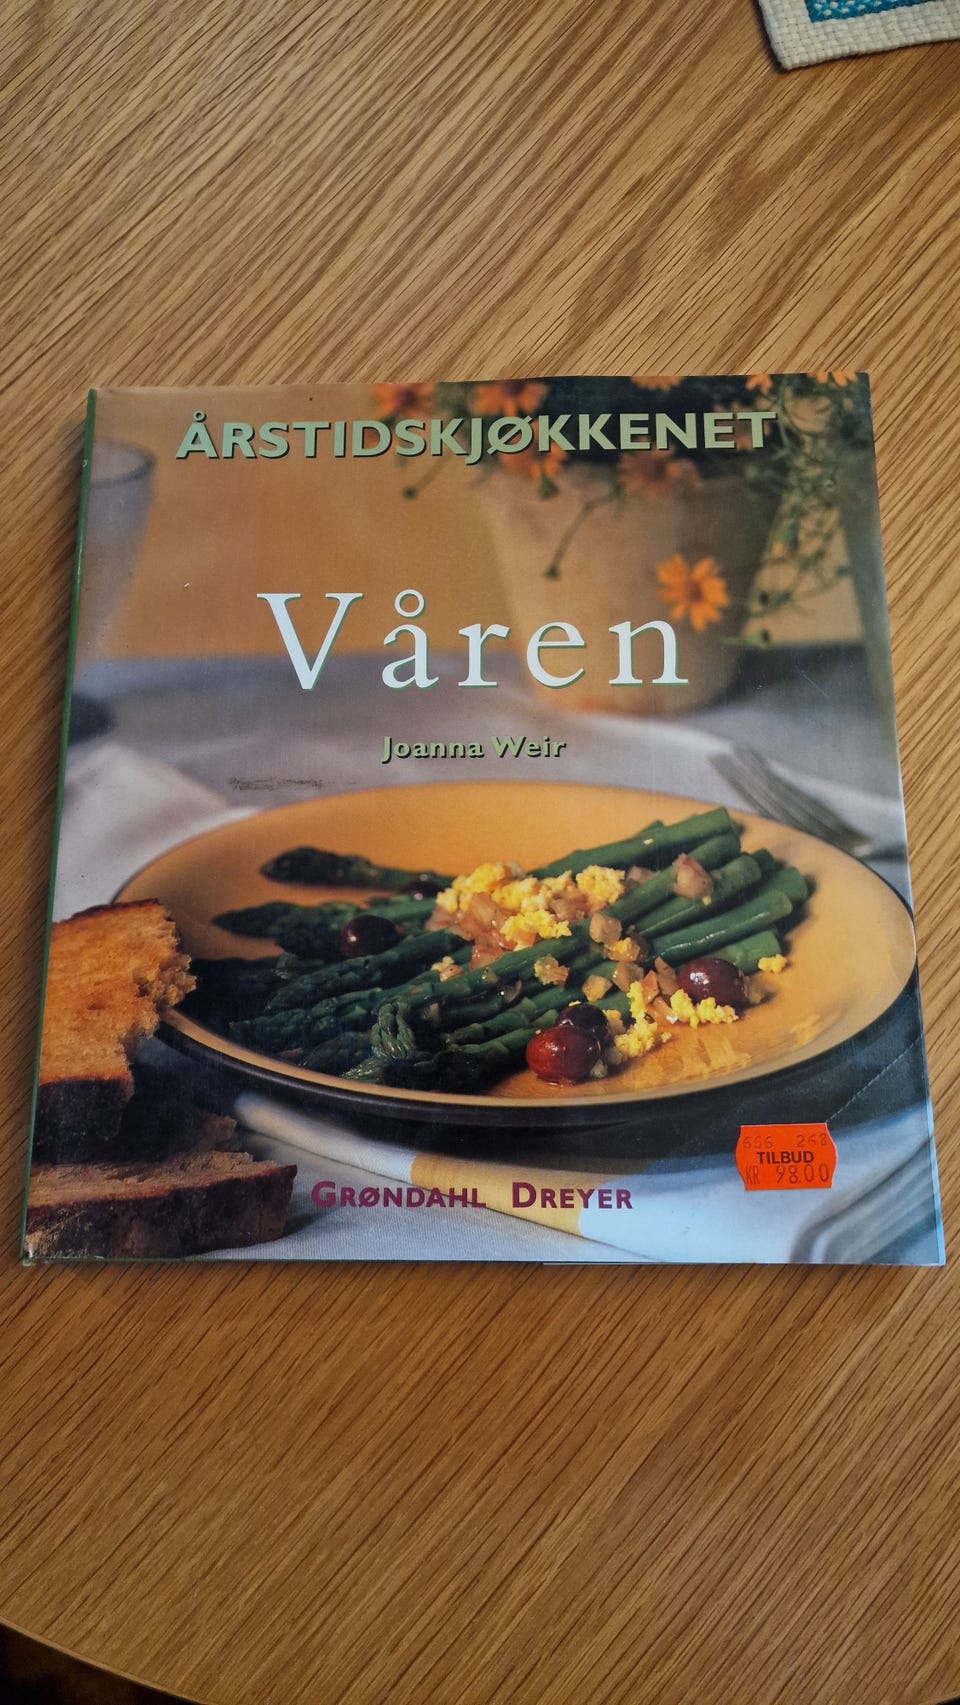 ÅRSTIDSKJØKKENET
Våren
Joanna Weir
666 268
TILBUD
KR 98.00
GRØNDAHL DREYER